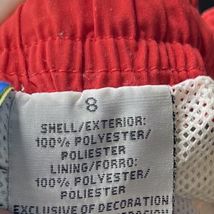 8
SHELL/EXTERIOR:
100% POLYESTER/
POLIESTER
LINING/FORRO:
100% POLYESTER/
POLIESTER
EXCLUSIVE OF DECORATION